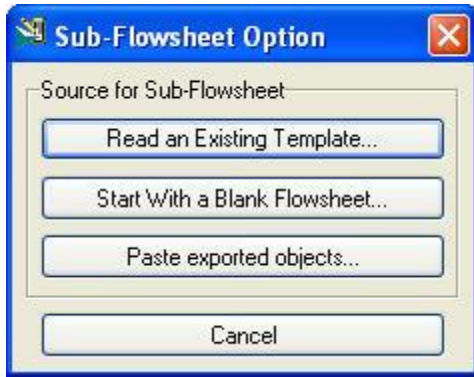 Sub-Flowsheet Option
Source for Sub-Flowsheet
Read an Existing Template...
Start With a Blank Flowsheet...
Paste exported objects...
Cancel